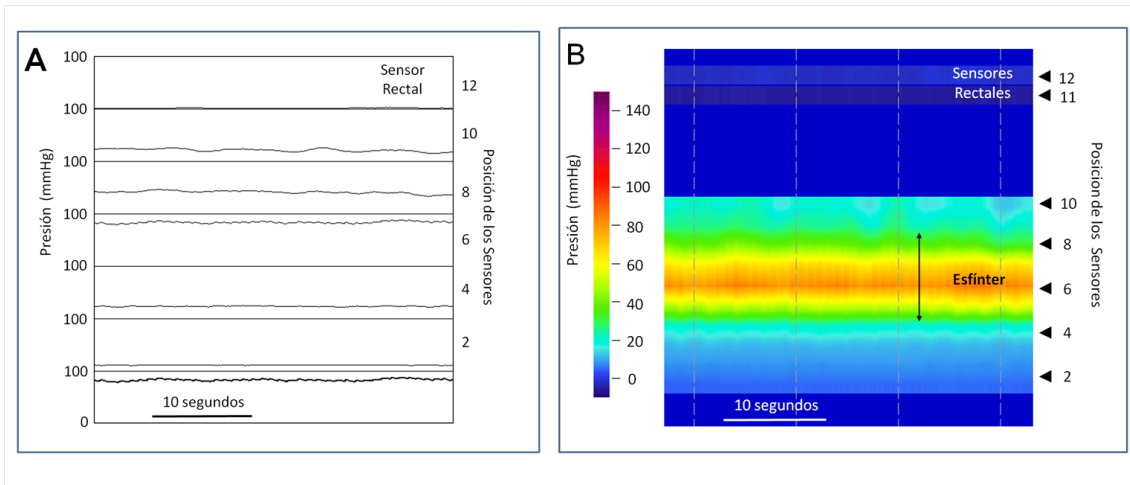 A
100
Sensor
Rectal
12
100
10
100
8
100
6
100
4
100
2
100
0
10 segundos
Presión (mmHg)
Posición de los Sensores
B
Sensores
12
Rectales
11
140
120
100
80
60
40
20
0
Presión (mmHg)
10
8
Esfínter
6
4
2
10 segundos
Posicion de los Sensores